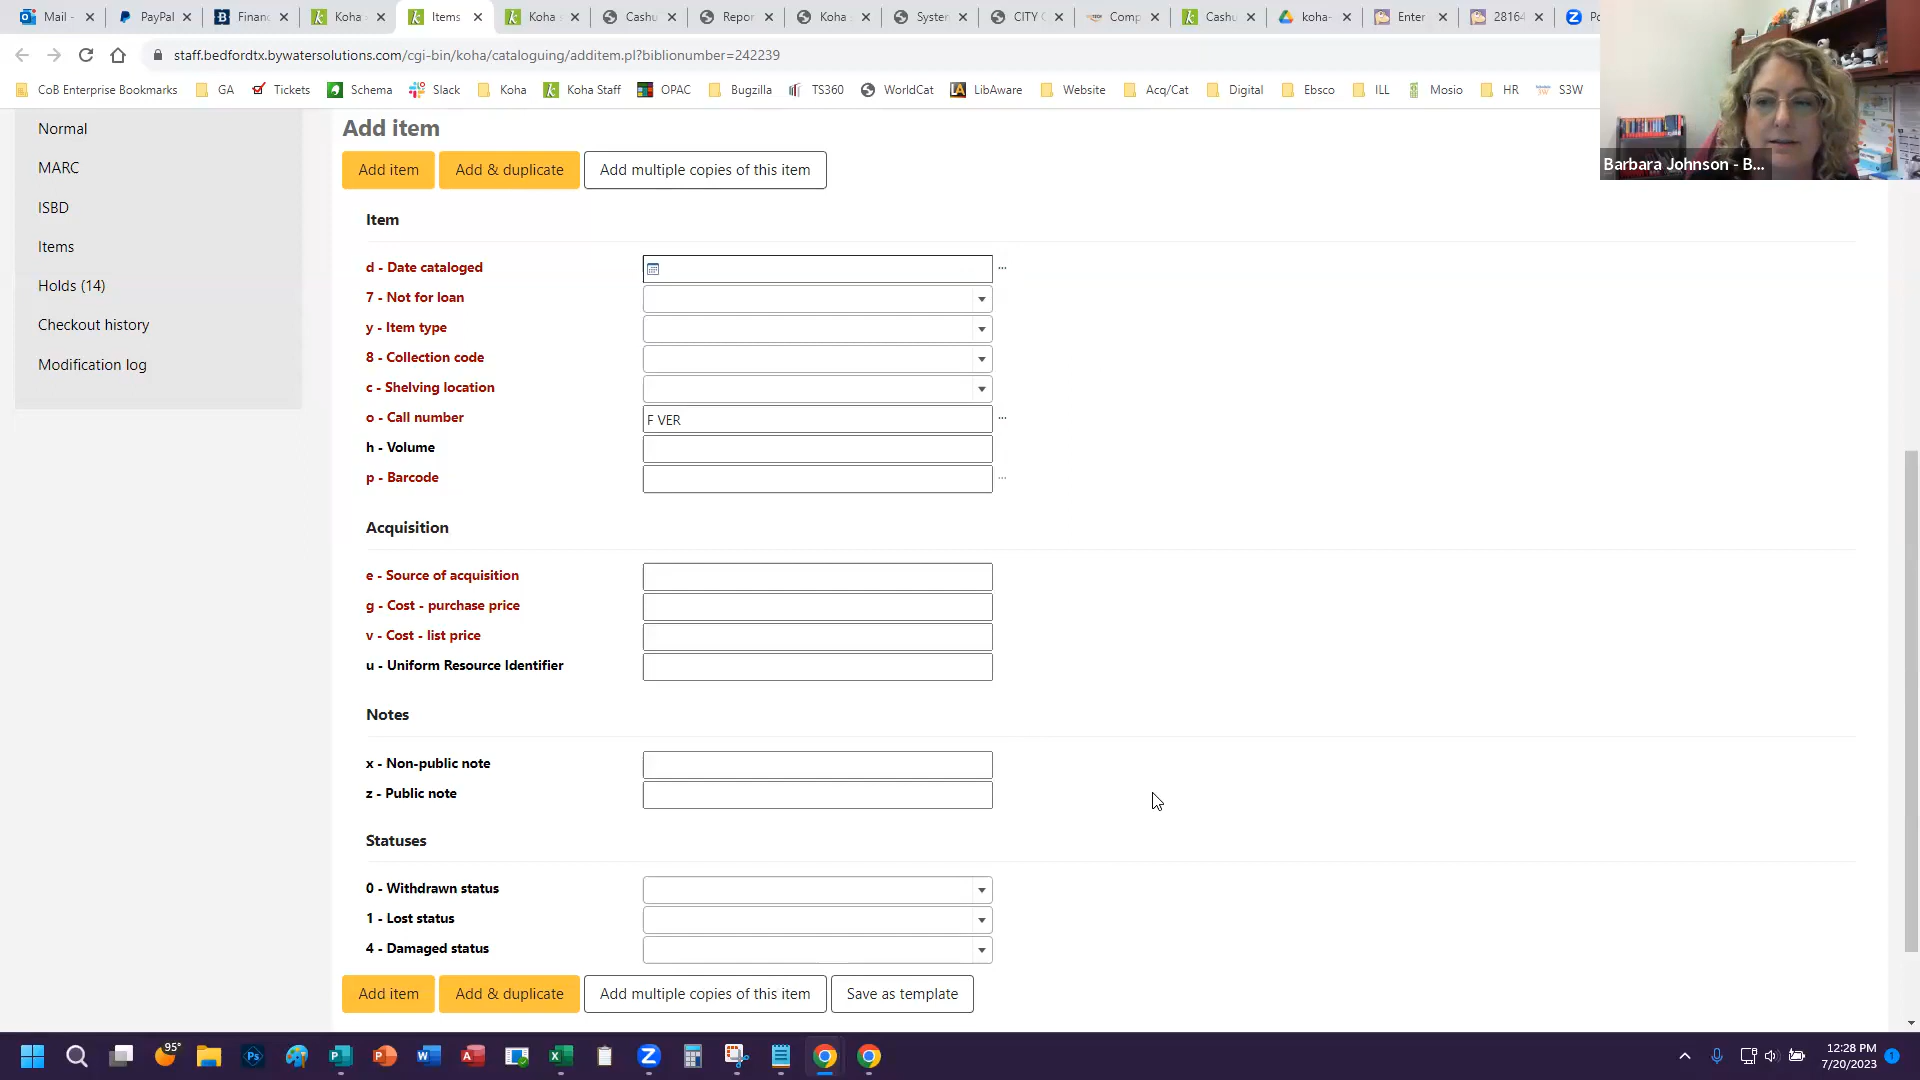 Mail -
PayPal
Financ
Koha
Items
Koha
Cashu
Repor
Koha
System
CITY
Comp
Cashu
koha-
Enter
28164
staff.bedfordtx.bywatersolutions.com/cgi-bin/koha/cataloguing/additem.pl?biblionumber=242239
CoB Enterprise Bookmarks GA Tickets Schema Slack Koha Koha Staff OPAC Bugzilla TS360 WorldCat LibAware Website Acq/Cat Digital Ebsco ILL Mosio HR S3W
Barbara Johnson - B...
Normal
MARC
ISBD
Items
Holds (14)
Checkout history
Modification log
Add item
Add item Add & duplicate Add multiple copies of this item
Item
d - Date cataloged ...
7 - Not for loan
y - Item type
8 - Collection code
c - Shelving location
o - Call number F VER ...
h - Volume
p - Barcode ...
Acquisition
e - Source of acquisition
g - Cost - purchase price
v - Cost - list price
u - Uniform Resource Identifier
Notes
x - Non-public note
z - Public note
Statuses
0 - Withdrawn status
1 - Lost status
4 - Damaged status
Add item Add & duplicate Add multiple copies of this item Save as template
95°
12:28 PM
7/20/2023
1